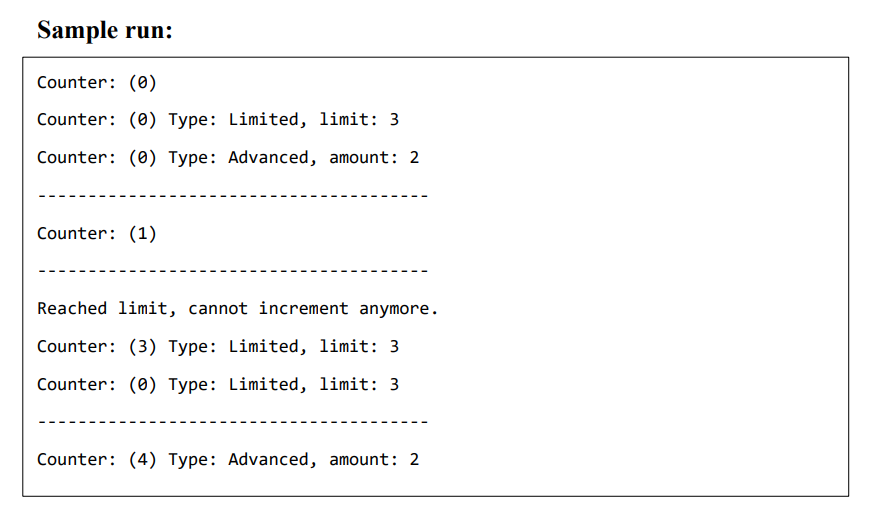 Sample run:
Counter: (0)
Counter: (0) Type: Limited, limit: 3
Counter: (0) Type: Advanced, amount: 2
---------------------------------------
Counter: (1)
---------------------------------------
Reached limit, cannot increment anymore.
Counter: (3) Type: Limited, limit: 3
Counter: (0) Type: Limited, limit: 3
---------------------------------------
Counter: (4) Type: Advanced, amount: 2